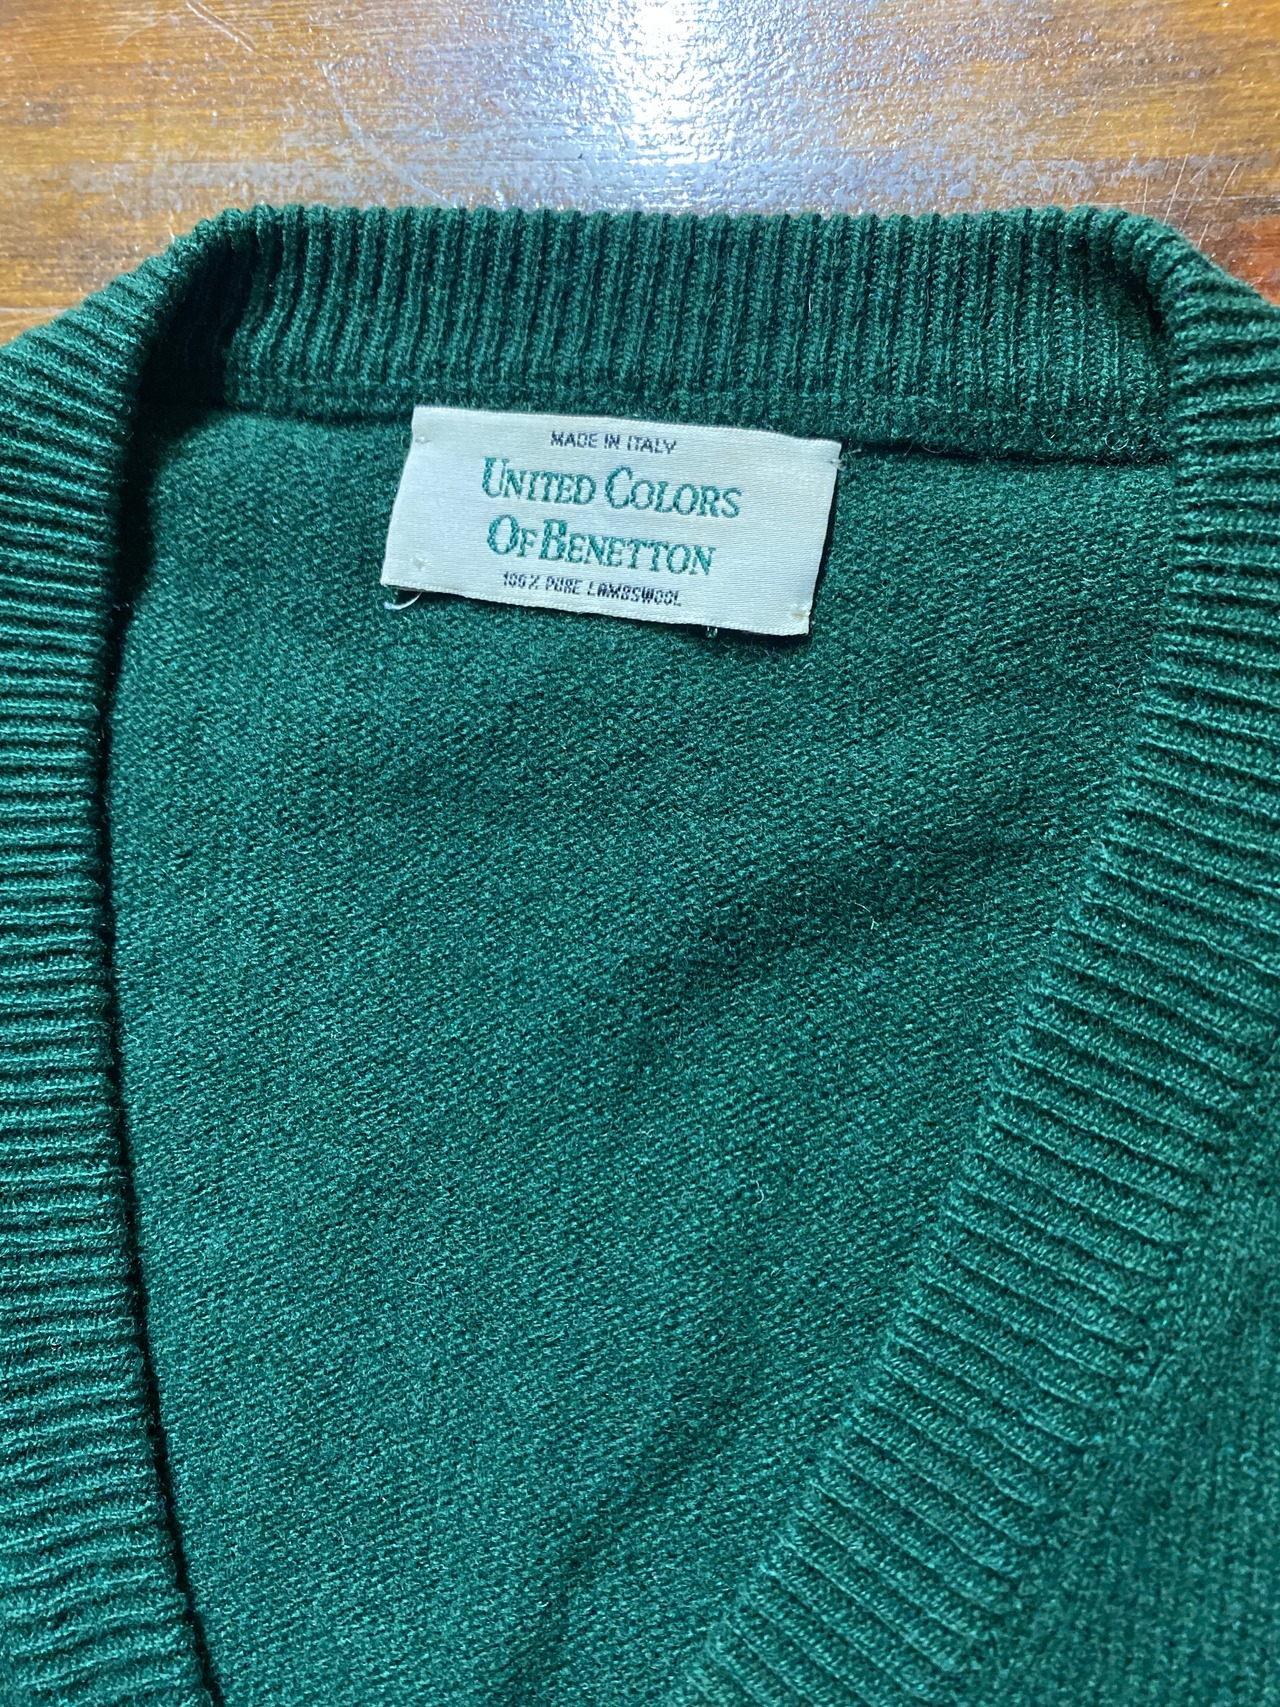 MADE IN ITALY
UNITED COLORS
OF BENETTON
100% PURE LAMBSWOOL